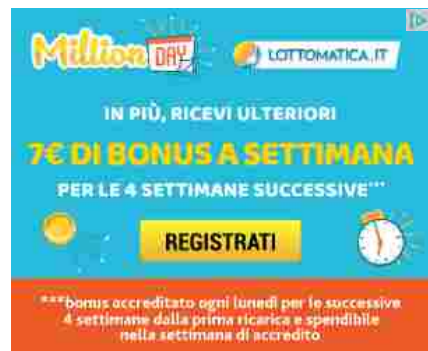 Million DAY
LOTTOMATICA.IT
IN PIÙ, RICEVI ULTERIORI
7€ DI BONUS A SETTIMANA
PER LE 4 SETTIMANE SUCCESSIVE***
REGISTRATI
***bonus accreditato ogni lunedì per le successive
4 settimane dalla prima ricarica e spendibile
nella settimana di accredito